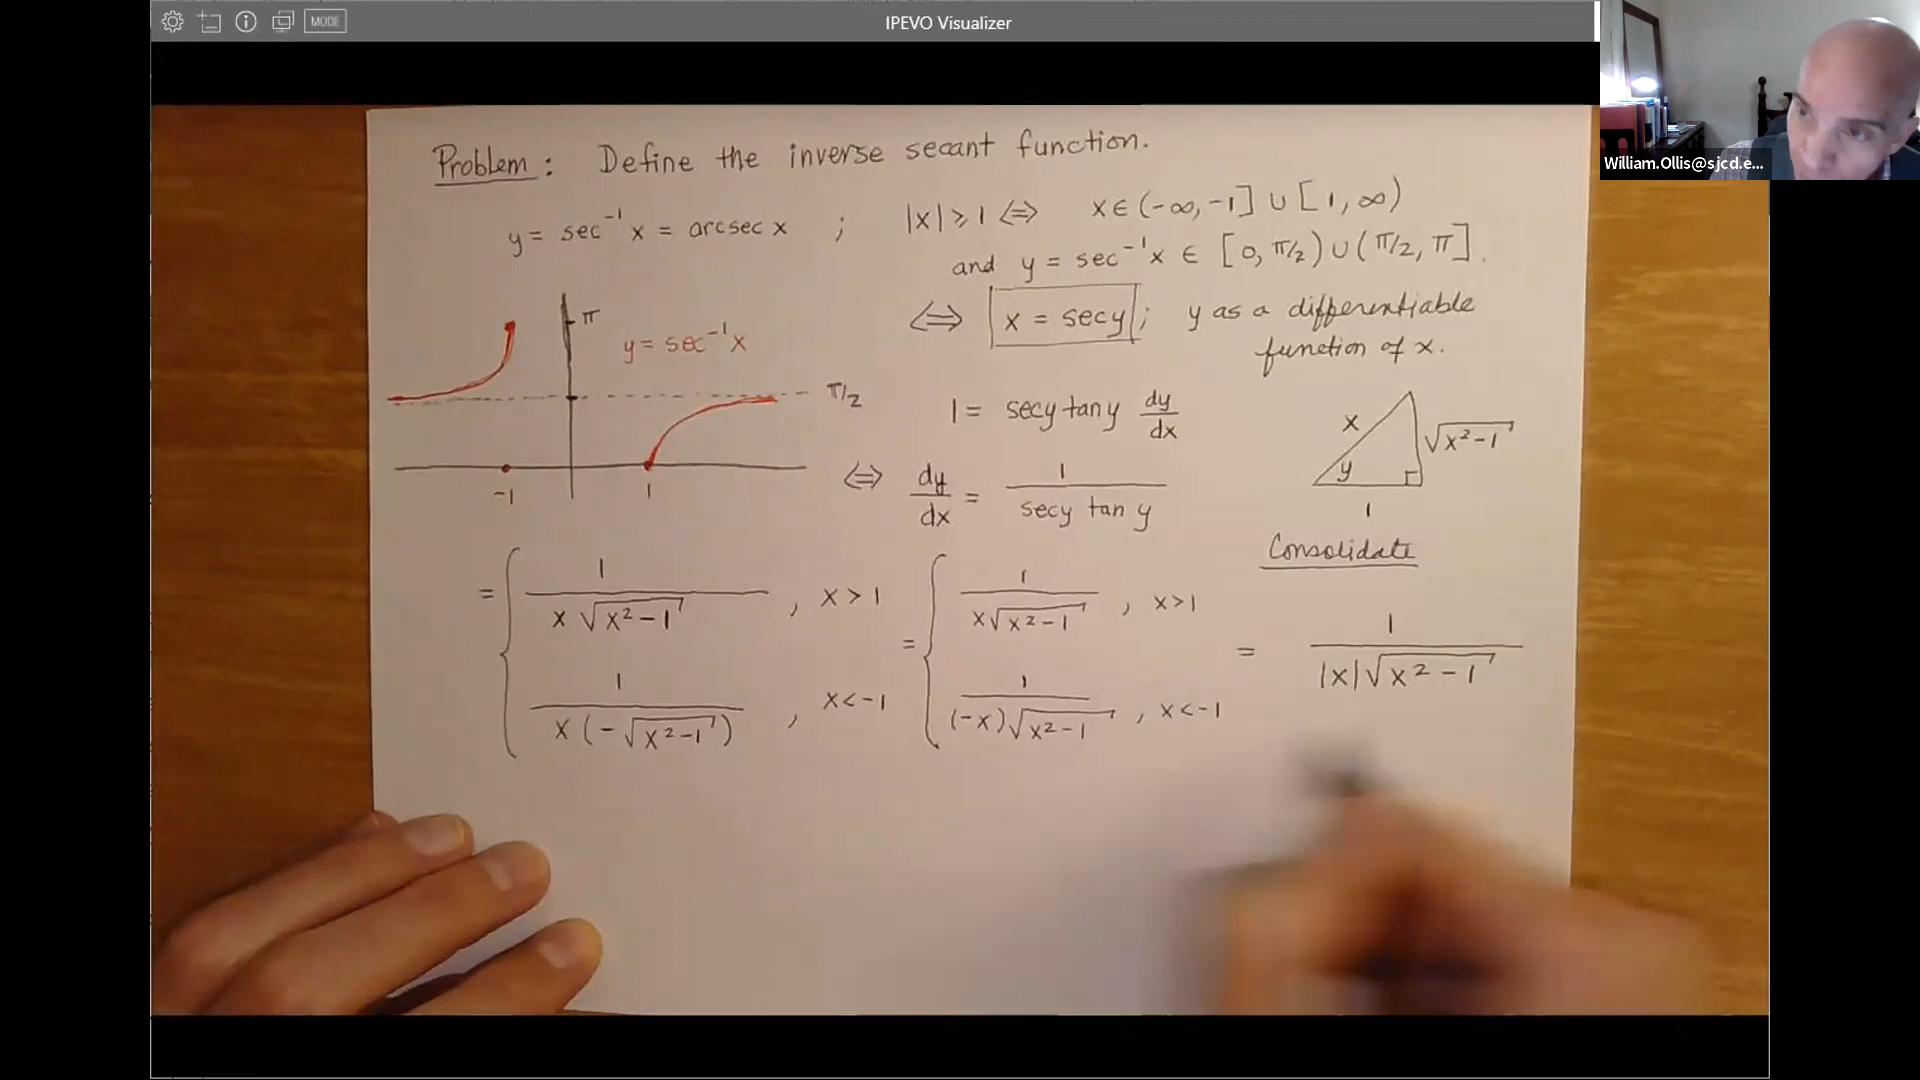 MODE
IPEVO Visualizer
William.Ollis@sjcd.e...
Problem: Define the inverse secant function.
y = sec⁻¹ x = arcsec x ; |x| ≥ 1 ⇔ x ∈ (-∞, -1] ∪ [1, ∞)
and y = sec⁻¹x ∈ [0, π/2) ∪ (π/2, π].
⇔ x = sec y ; y as a differentiable
function of x.
π
y = sec⁻¹x
π/2
-1 1
1 = sec y tan y dy/dx
⇔ dy/dx = 1/(sec y tan y)
x
√(x² - 1)
y
1
Consolidate
= { 1/(x √(x² - 1)) , x > 1
1/(x (-√(x² - 1))) , x < -1
= { 1/(x√(x² - 1)) , x > 1
1/((-x)√(x² - 1)) , x < -1
= 1/(|x|√(x² - 1))